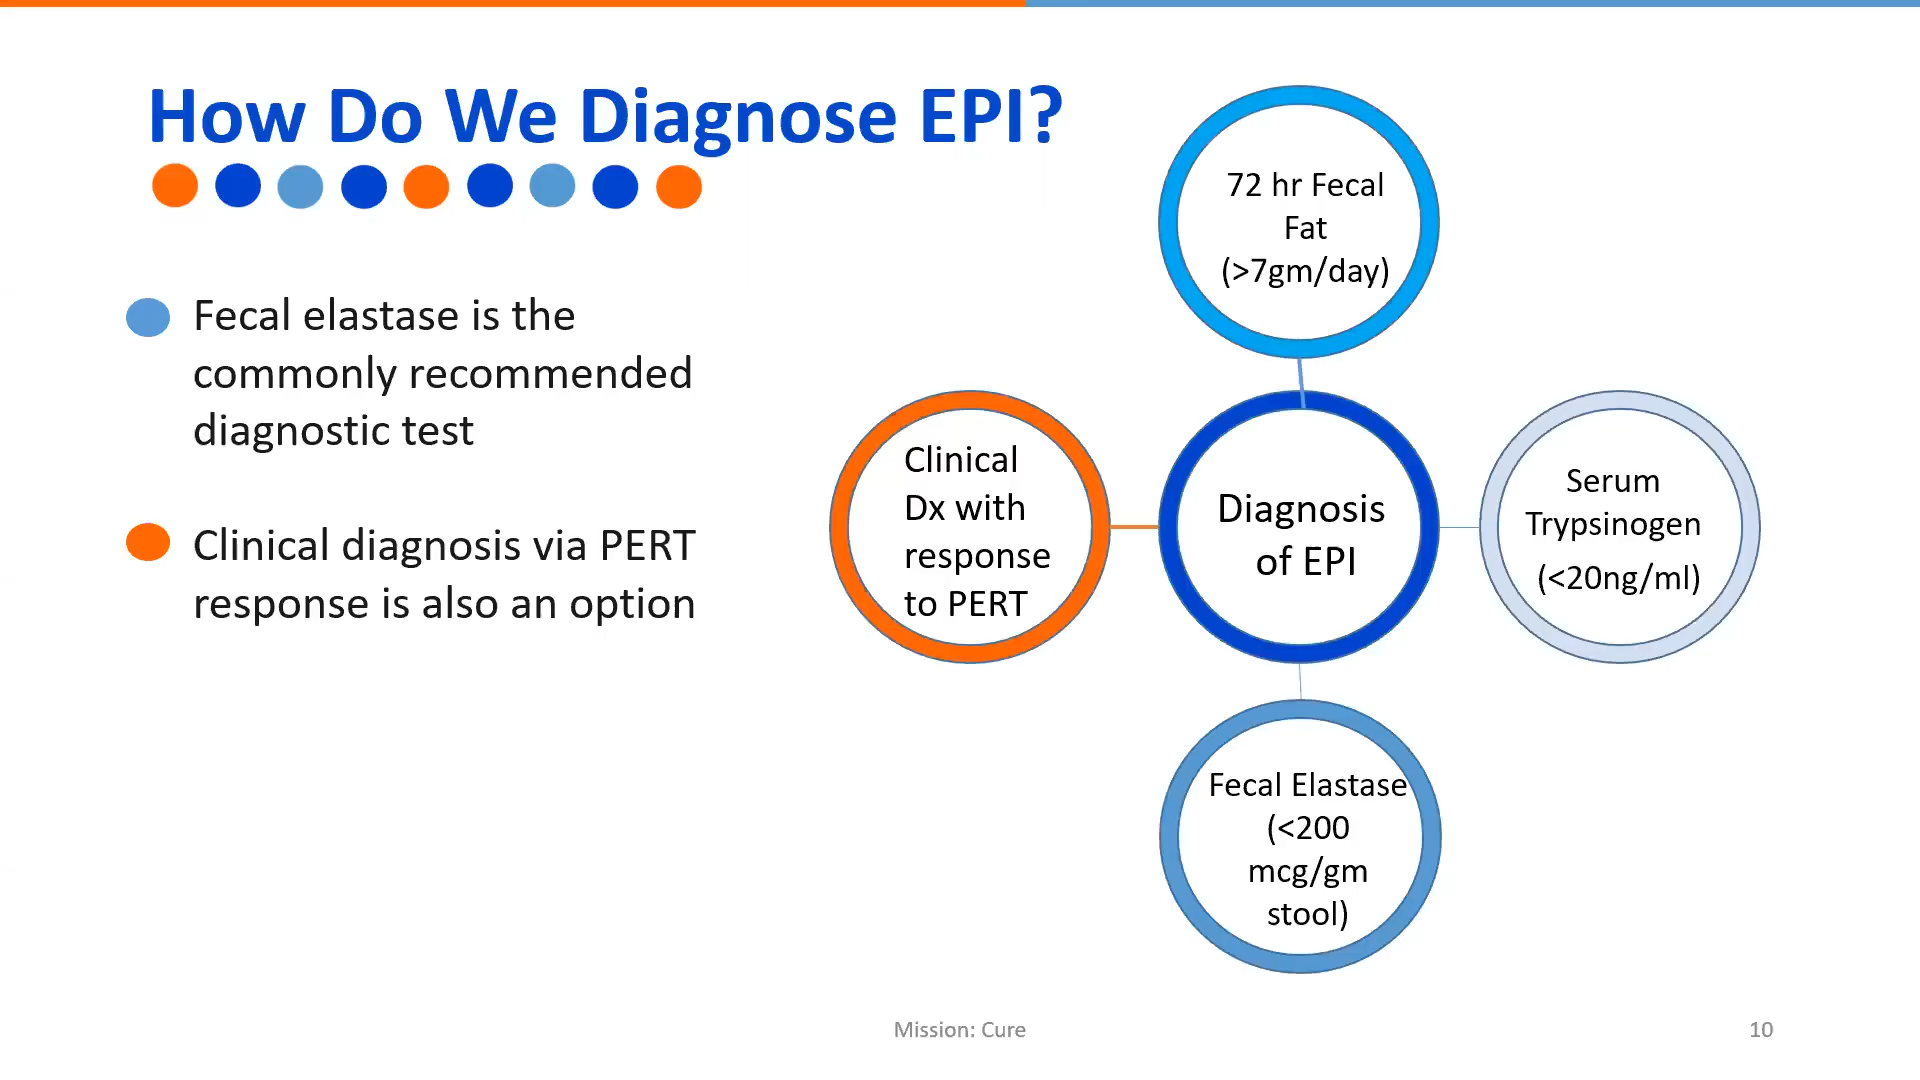 How Do We Diagnose EPI?
Fecal elastase is the
commonly recommended
diagnostic test
Clinical diagnosis via PERT
response is also an option
72 hr Fecal
Fat
(>7gm/day)
Clinical
Dx with
response
to PERT
Diagnosis
of EPI
Serum
Trypsinogen
(<20ng/ml)
Fecal Elastase
(<200
mcg/gm
stool)
Mission: Cure
10